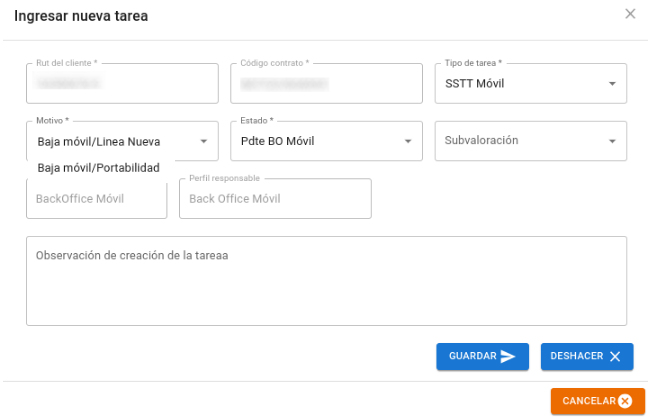 Ingresar nueva tarea
Rut del cliente *
Código contrato *
Tipo de tarea *
SSTT Móvil
Motivo *
Baja móvil/Linea Nueva
Baja móvil/Portabilidad
Estado *
Pdte BO Móvil
Subvaloración
BackOffice Móvil
Perfil responsable
Back Office Móvil
Observación de creación de la tareaa
GUARDAR
DESHACER
CANCELAR